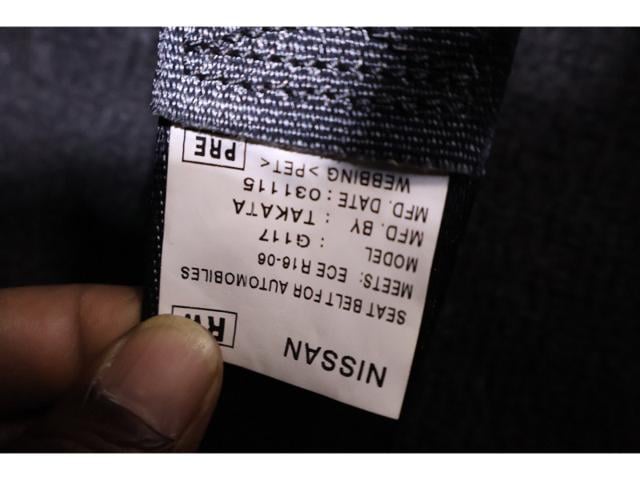 NISSAN
SEAT BELT FOR AUTOMOBILES
MEETS: ECE R16-06
MODEL : G117
MFD. BY : TAKATA
MFD. DATE : 031115
WEBBING >PET<
PRE